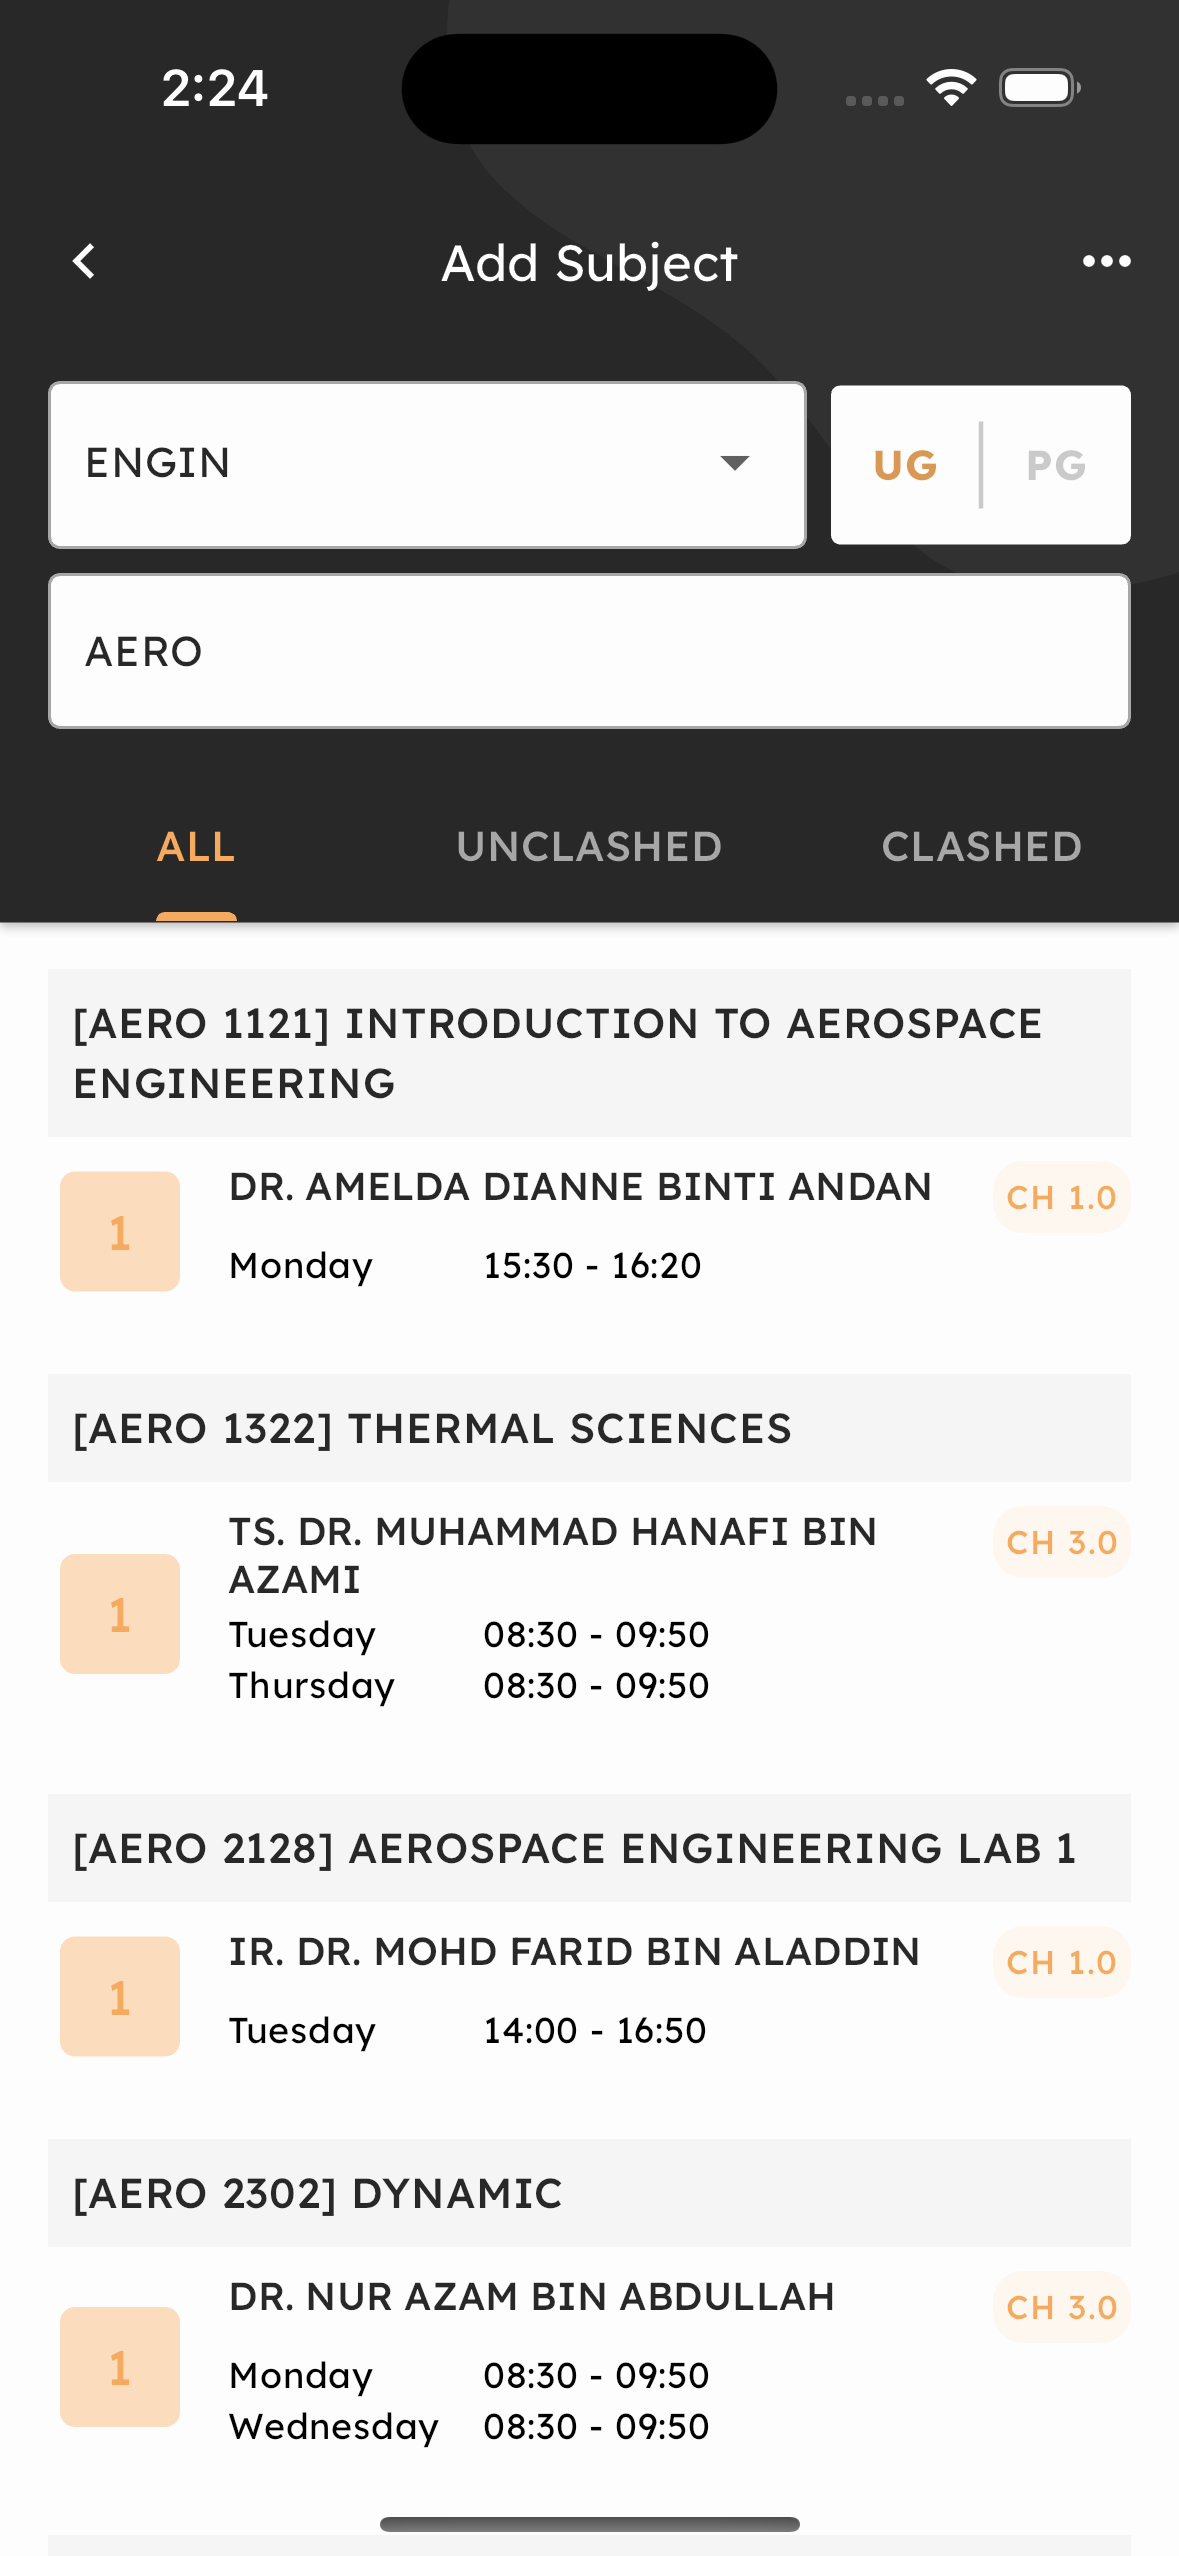 2:24
Add Subject
ENGIN
UG
PG
AERO
ALL
UNCLASHED
CLASHED
[AERO 1121] INTRODUCTION TO AEROSPACE
ENGINEERING
1
DR. AMELDA DIANNE BINTI ANDAN
CH 1.0
Monday 15:30 - 16:20
[AERO 1322] THERMAL SCIENCES
1
TS. DR. MUHAMMAD HANAFI BIN
AZAMI
CH 3.0
Tuesday 08:30 - 09:50
Thursday 08:30 - 09:50
[AERO 2128] AEROSPACE ENGINEERING LAB 1
1
IR. DR. MOHD FARID BIN ALADDIN
CH 1.0
Tuesday 14:00 - 16:50
[AERO 2302] DYNAMIC
1
DR. NUR AZAM BIN ABDULLAH
CH 3.0
Monday 08:30 - 09:50
Wednesday 08:30 - 09:50